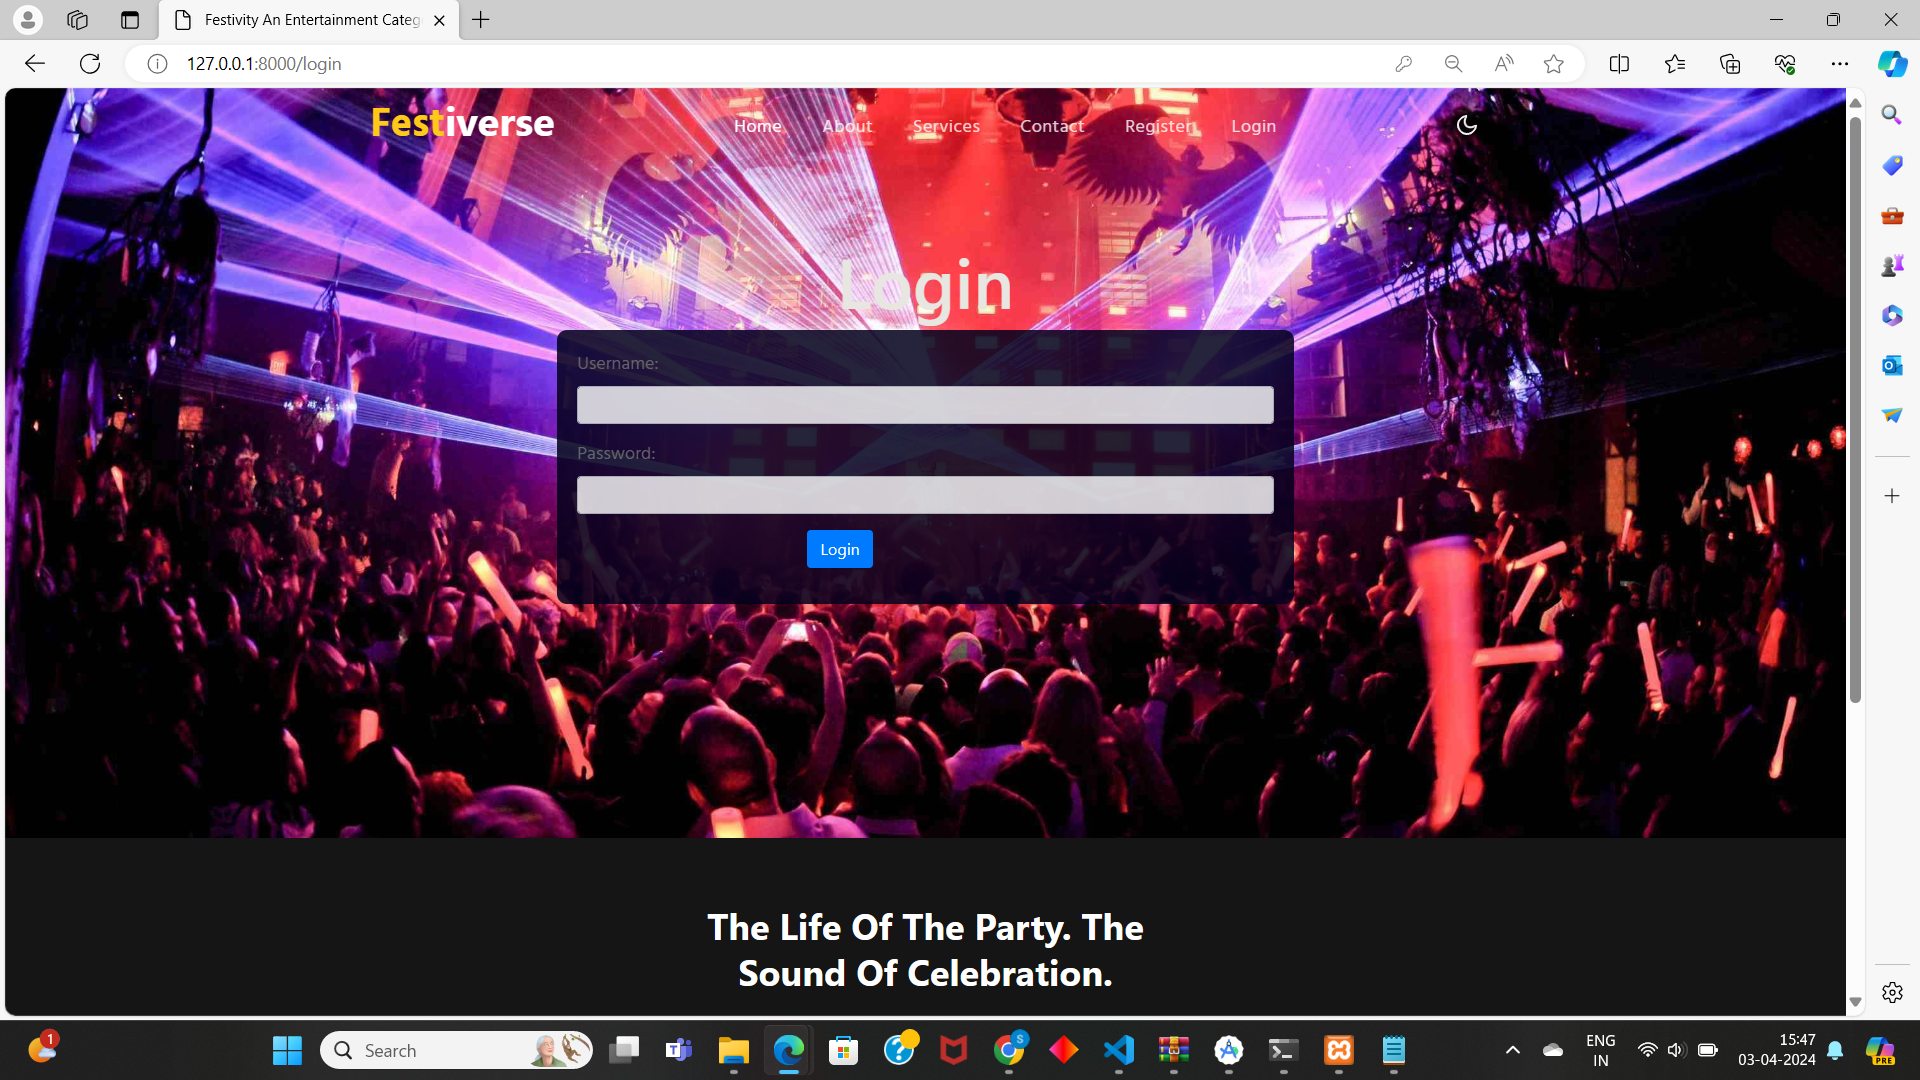 Festivity An Entertainment Categ
127.0.0.1:8000/login
Festiverse
Home About Services Contact Register Login
Login
Username:
Password:
Login
The Life Of The Party. The
Sound Of Celebration.
1
Search
S
ENG
IN
15:47
03-04-2024
PRE